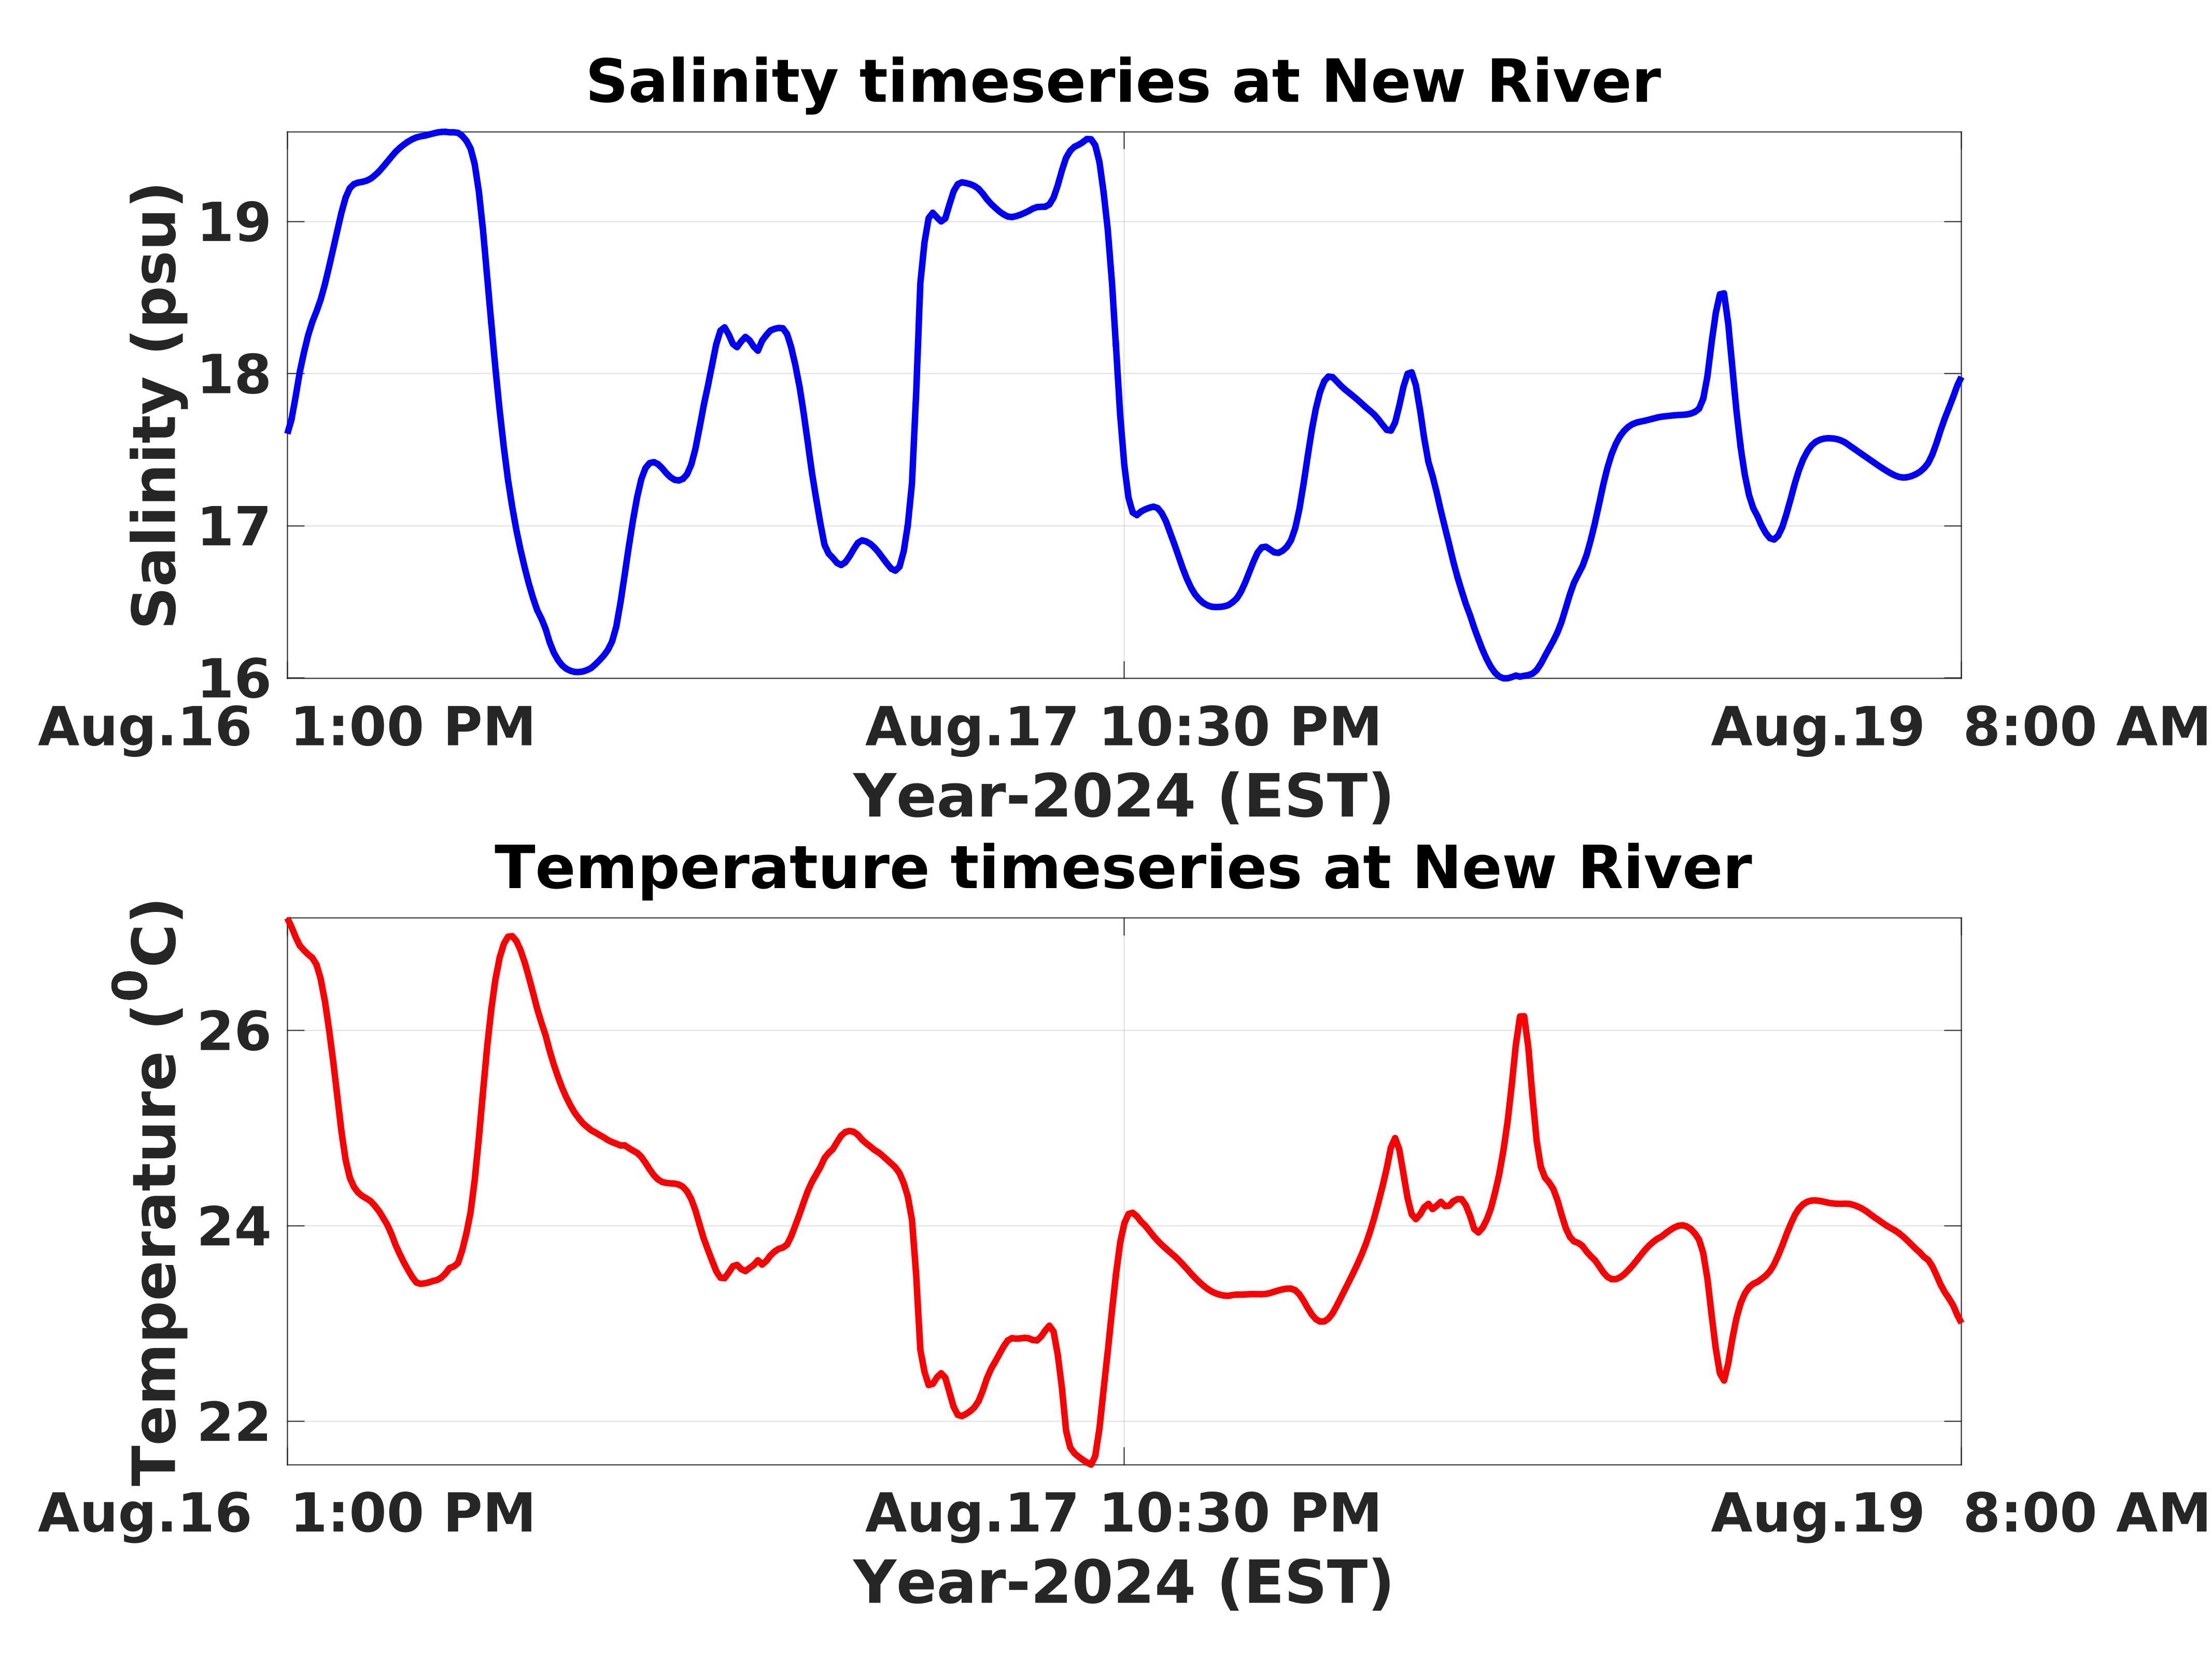 Salinity timeseries at New River
Salinity (psu)
19
18
17
16
Aug.16  1:00 PM
Aug.17 10:30 PM
Aug.19  8:00 AM
Year-2024 (EST)
Temperature timeseries at New River
Temperature (⁰C)
26
24
22
Aug.16  1:00 PM
Aug.17 10:30 PM
Aug.19  8:00 AM
Year-2024 (EST)